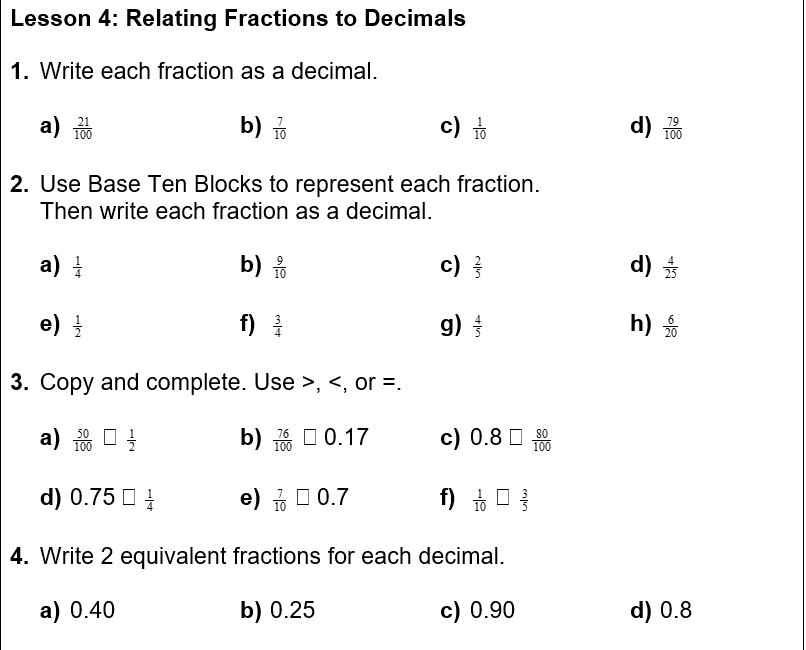 Lesson 4: Relating Fractions to Decimals
1. Write each fraction as a decimal.
a) 21/100 b) 7/10 c) 1/10 d) 79/100
2. Use Base Ten Blocks to represent each fraction.
Then write each fraction as a decimal.
a) 1/4 b) 9/10 c) 2/5 d) 4/25
e) 1/2 f) 3/4 g) 4/5 h) 6/20
3. Copy and complete. Use >, <, or =.
a) 50/100 □ 1/2 b) 76/100 □ 0.17 c) 0.8 □ 80/100
d) 0.75 □ 1/4 e) 7/10 □ 0.7 f) 1/10 □ 3/5
4. Write 2 equivalent fractions for each decimal.
a) 0.40 b) 0.25 c) 0.90 d) 0.8